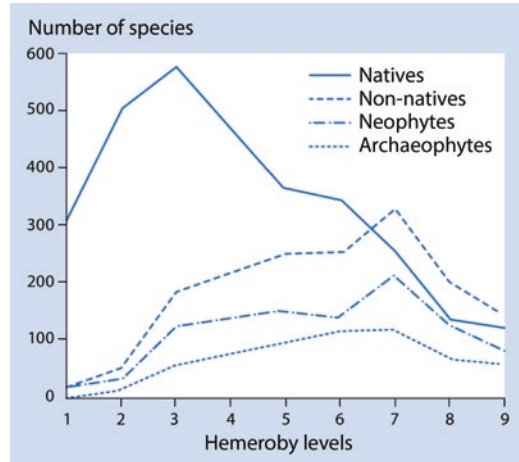 Number of species
600
500
400
300
200
100
0
Natives
Non-natives
Neophytes
Archaeophytes
1 2 3 4 5 6 7 8 9
Hemeroby levels